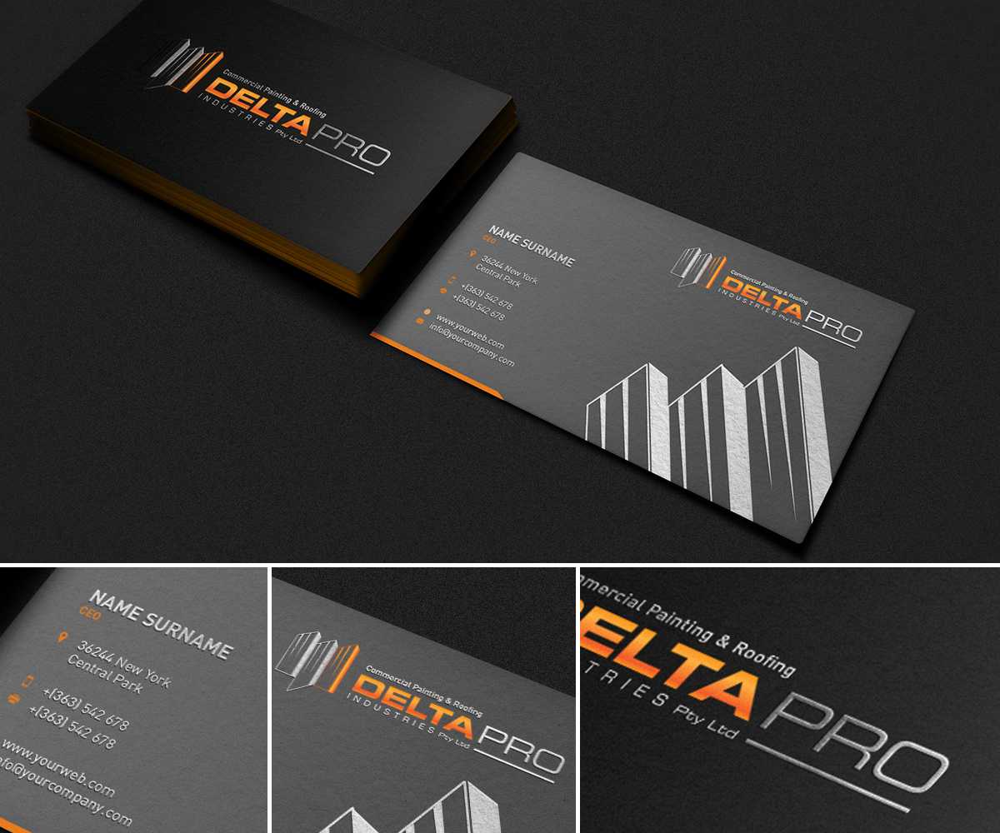 Commercial Painting & Roofing
DELTA PRO
INDUSTRIES Pty Ltd
NAME SURNAME
CEO
36244 New York
Central Park
+(363) 542 678
+(363) 542 678
www.yourweb.com
info@yourcompany.com
Commercial Painting & Roofing
DELTA PRO
INDUSTRIES Pty Ltd
NAME SURNAME
CEO
36244 New York
Central Park
+(363) 542 678
+(363) 542 678
www.yourweb.com
nfo@yourcompany.com
Commercial Painting & Roofing
DELTA PRO
INDUSTRIES Pty Ltd
mmercial Painting & Roofing
DELTA PRO
TRIES Pty Ltd